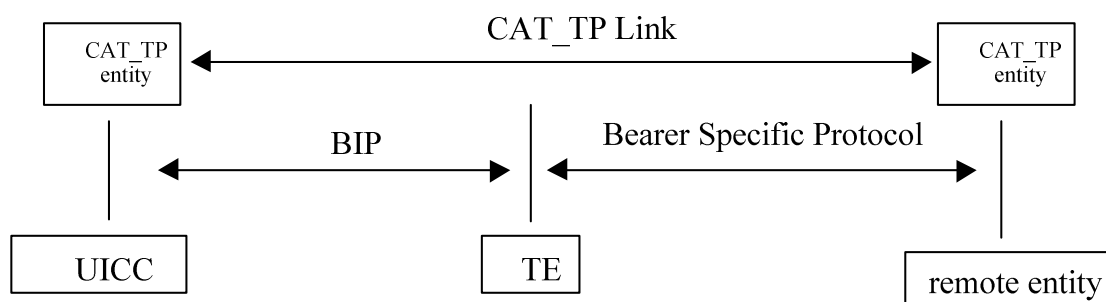 CAT_TP Link
CAT_TP
entity
CAT_TP
entity
BIP
Bearer Specific Protocol
UICC
TE
remote entity